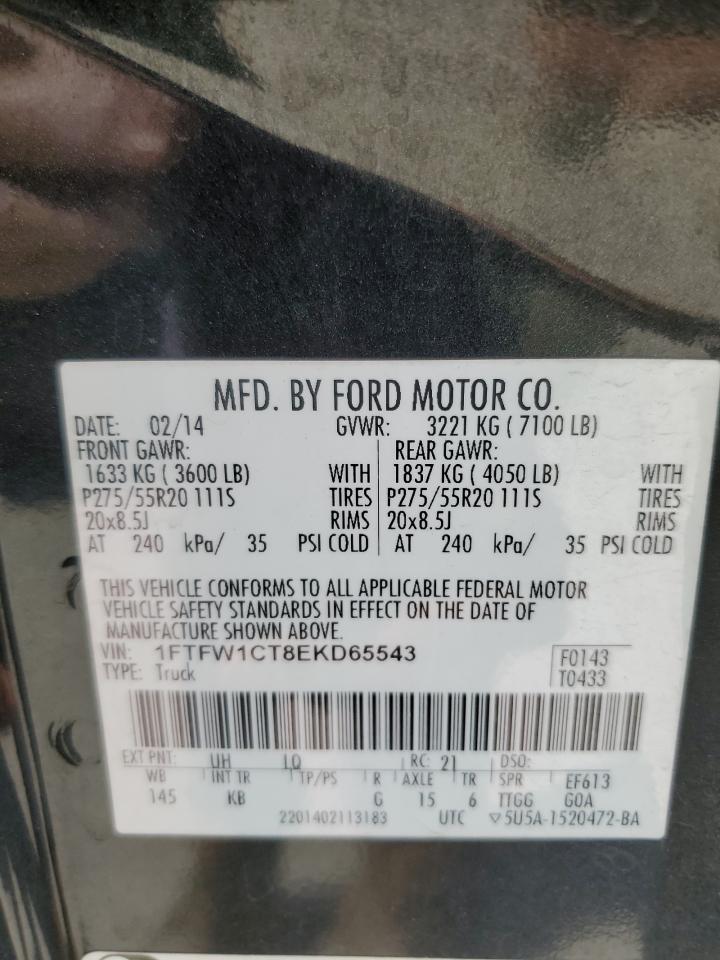 MFD. BY FORD MOTOR CO.
DATE: 02/14 GVWR: 3221 KG ( 7100 LB)
FRONT GAWR: REAR GAWR:
1633 KG ( 3600 LB) WITH 1837 KG ( 4050 LB) WITH
P275/55R20 111S TIRES P275/55R20 111S TIRES
20x8.5J RIMS 20x8.5J RIMS
AT 240 kPa/ 35 PSI COLD AT 240 kPa/ 35 PSI COLD
THIS VEHICLE CONFORMS TO ALL APPLICABLE FEDERAL MOTOR
VEHICLE SAFETY STANDARDS IN EFFECT ON THE DATE OF
MANUFACTURE SHOWN ABOVE.
VIN: 1FTFW1CT8EKD65543 F0143
TYPE: Truck T0433
EXT PNT: UH LQ RC: 21 DSO:
WB INT TR TP/PS R AXLE TR SPR EF613
145 KB G 15 6 TTGG GOA
2201402113183 UTC ▽5U5A-1520472-BA